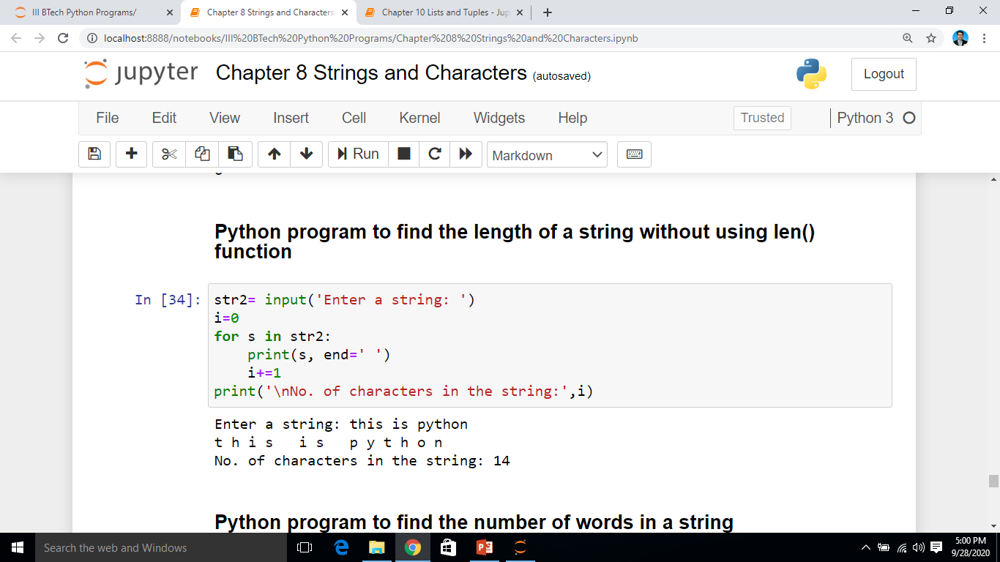 III BTech Python Programs/
Chapter 8 Strings and Characters
Chapter 10 Lists and Tuples - Jup
localhost:8888/notebooks/III%20BTech%20Python%20Programs/Chapter%208%20Strings%20and%20Characters.ipynb
jupyter Chapter 8 Strings and Characters (autosaved)
Logout
File Edit View Insert Cell Kernel Widgets Help
Trusted
Python 3
Run
Markdown
Python program to find the length of a string without using len()
function
In [34]:
str2= input('Enter a string: ')
i=0
for s in str2:
    print(s, end=' ')
    i+=1
print('\nNo. of characters in the string:',i)
Enter a string: this is python
t h i s   i s   p y t h o n
No. of characters in the string: 14
Python program to find the number of words in a string
Search the web and Windows
5:00 PM
9/28/2020